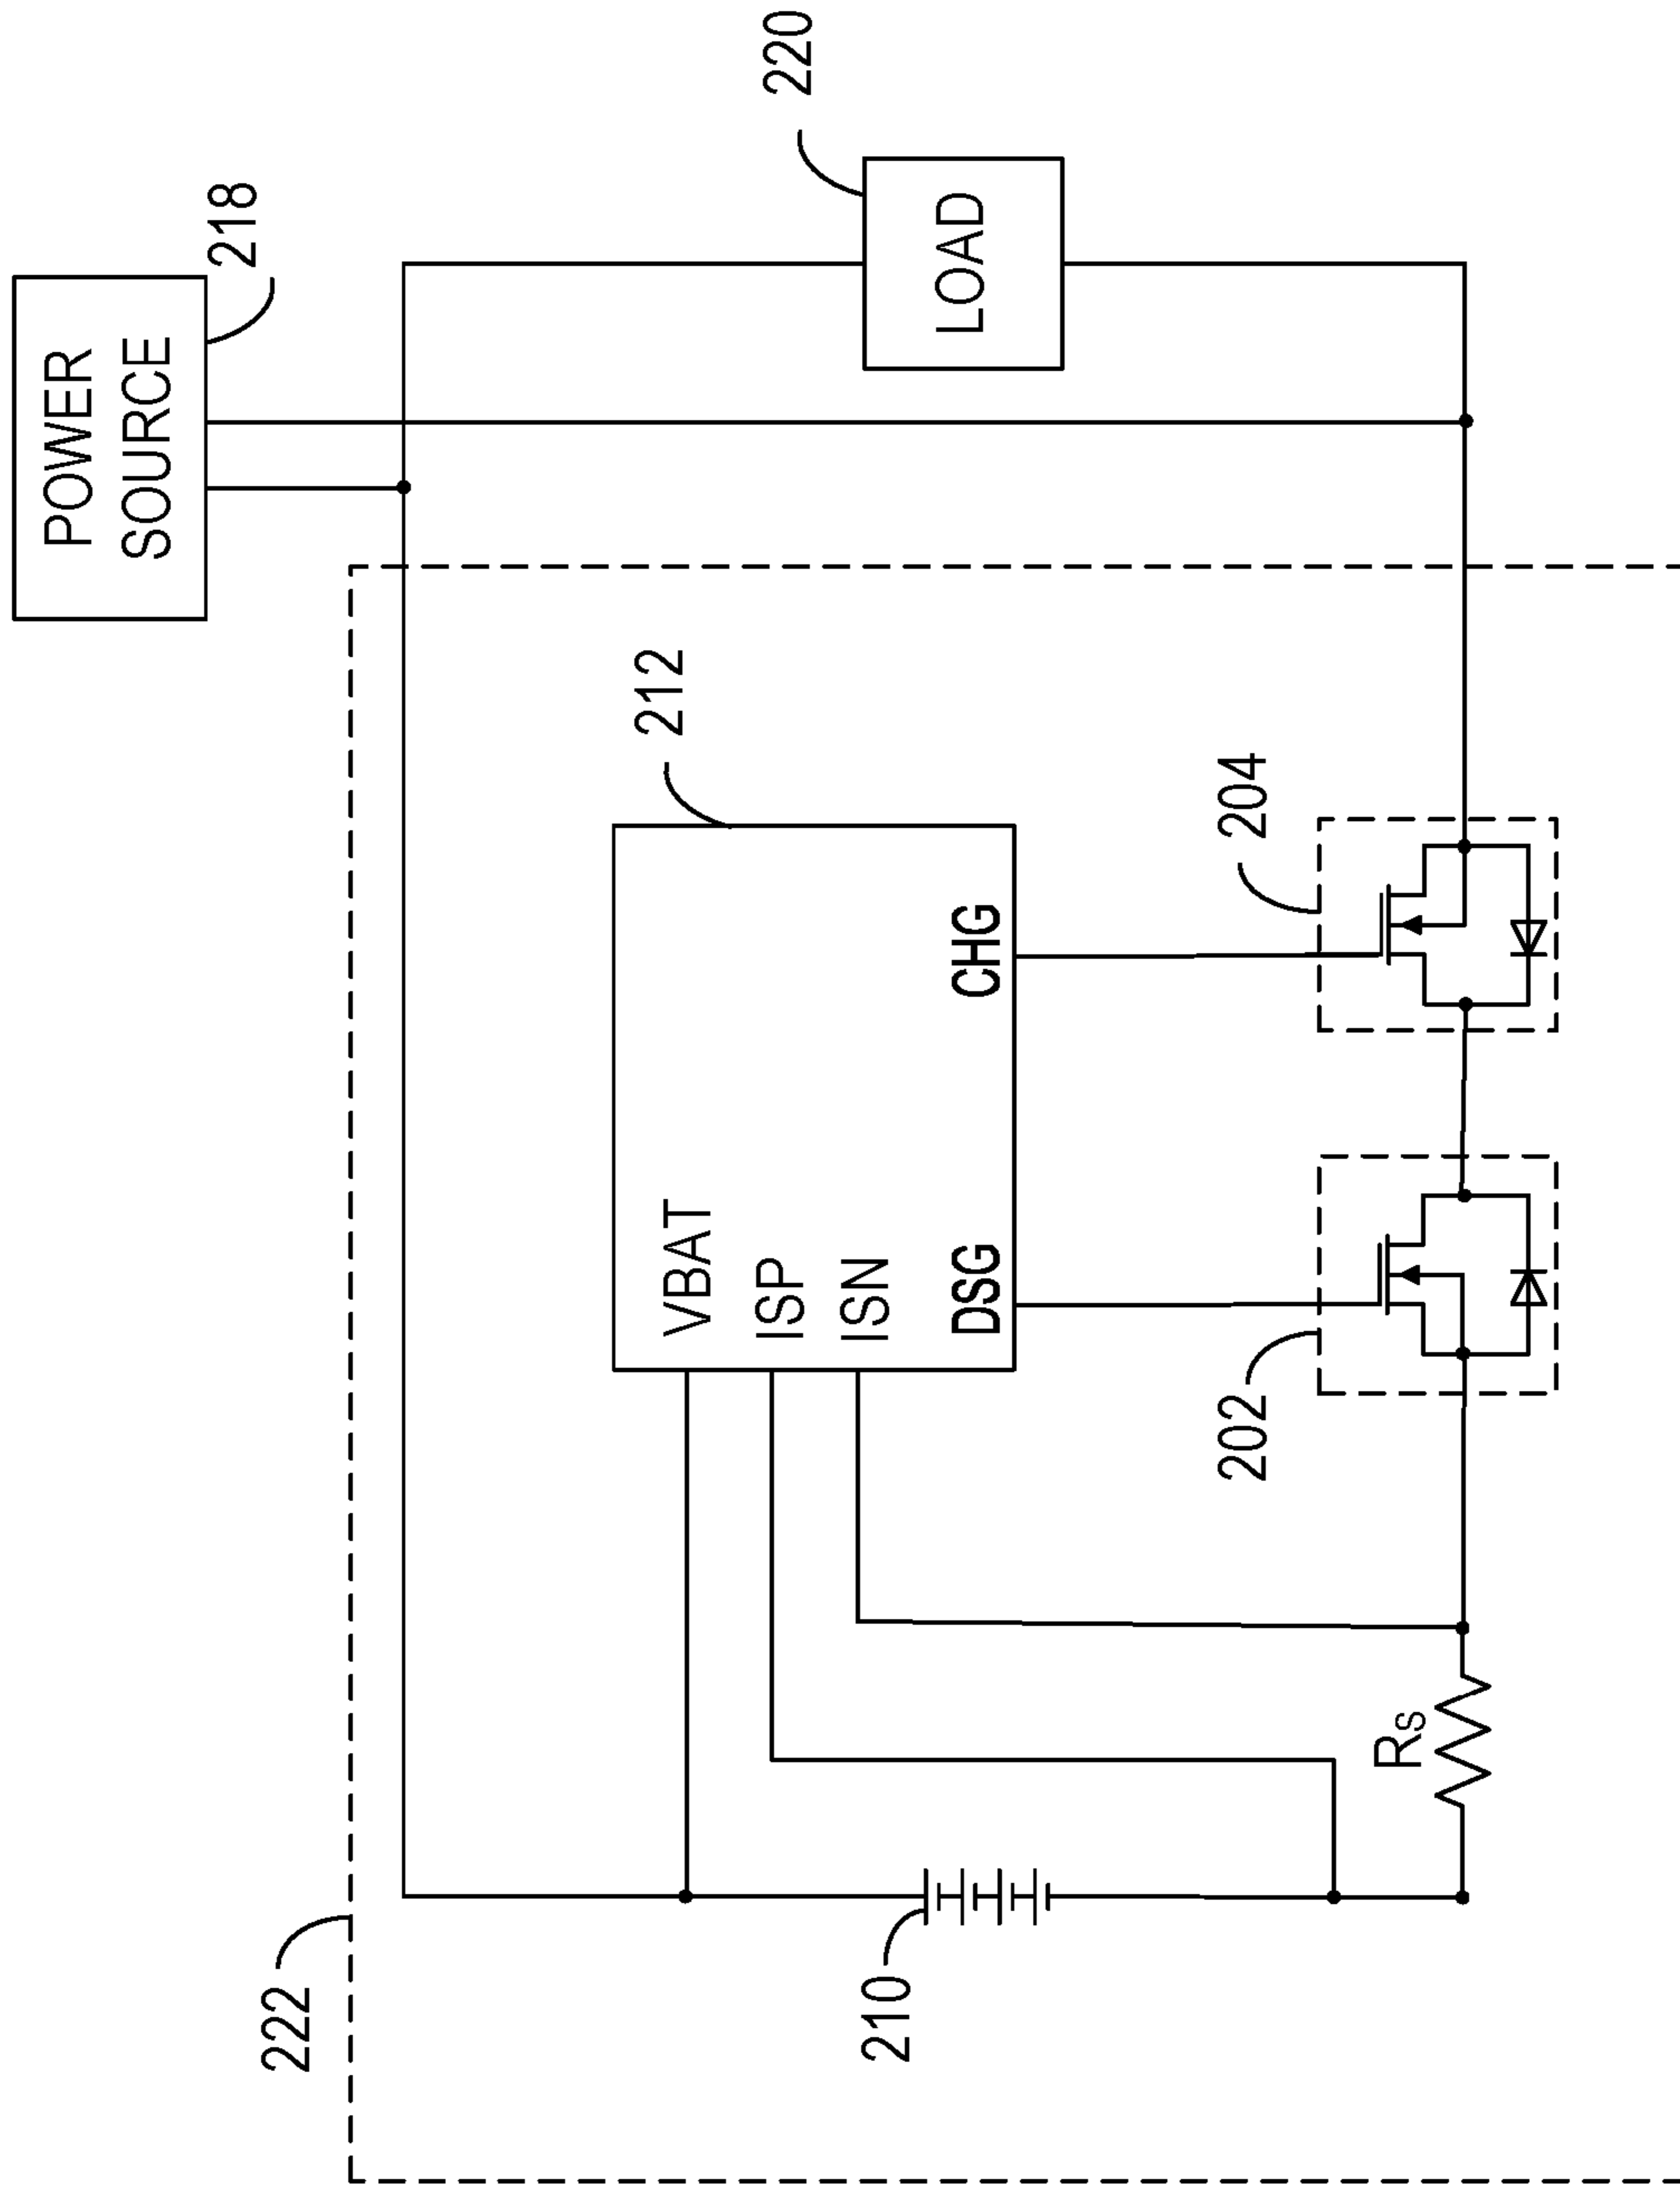 POWER
SOURCE
218
220
LOAD
222
212
VBAT
ISP
ISN
DSG
CHG
210
202
204
RS